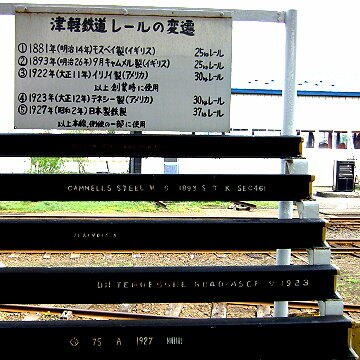 津軽鉄道レールの変遷
①1881年(明治14年)モスベイ製(イギリス) 25kgレール
②1893年(明治26年)9月キャムメル製(イギリス) 25kgレール
③1922年(大正11年)イリノイ製(アメリカ) 30kgレール
以上創業時に使用
④1923年(大正12年)テネシー製(アメリカ) 30kgレール
⑤1927年(昭和2年)日本製鉄製 37kgレール
以上本線、側線の一部に使用
CAMMELLS STEEL W 1893 S T K SEC461
TENNESSEE 1923
75 A 1927